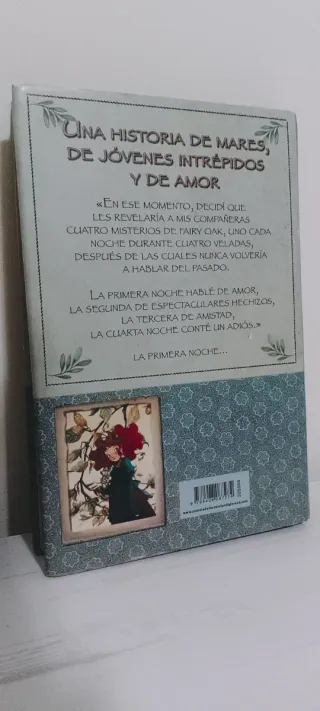 UNA HISTORIA DE MARES,
DE JÓVENES INTRÉPIDOS
Y DE AMOR
«EN ESE MOMENTO, DECIDÍ QUE
LES REVELARÍA A MIS COMPAÑERAS
CUATRO MISTERIOS DE FAIRY OAK, UNO CADA
NOCHE DURANTE CUATRO VELADAS,
DESPUÉS DE LAS CUALES NUNCA VOLVERÍA
A HABLAR DEL PASADO.
LA PRIMERA NOCHE HABLÉ DE AMOR,
LA SEGUNDA DE ESPECTACULARES HECHIZOS,
LA TERCERA DE AMISTAD,
LA CUARTA NOCHE CONTÉ UN ADIÓS.»
LA PRIMERA NOCHE...